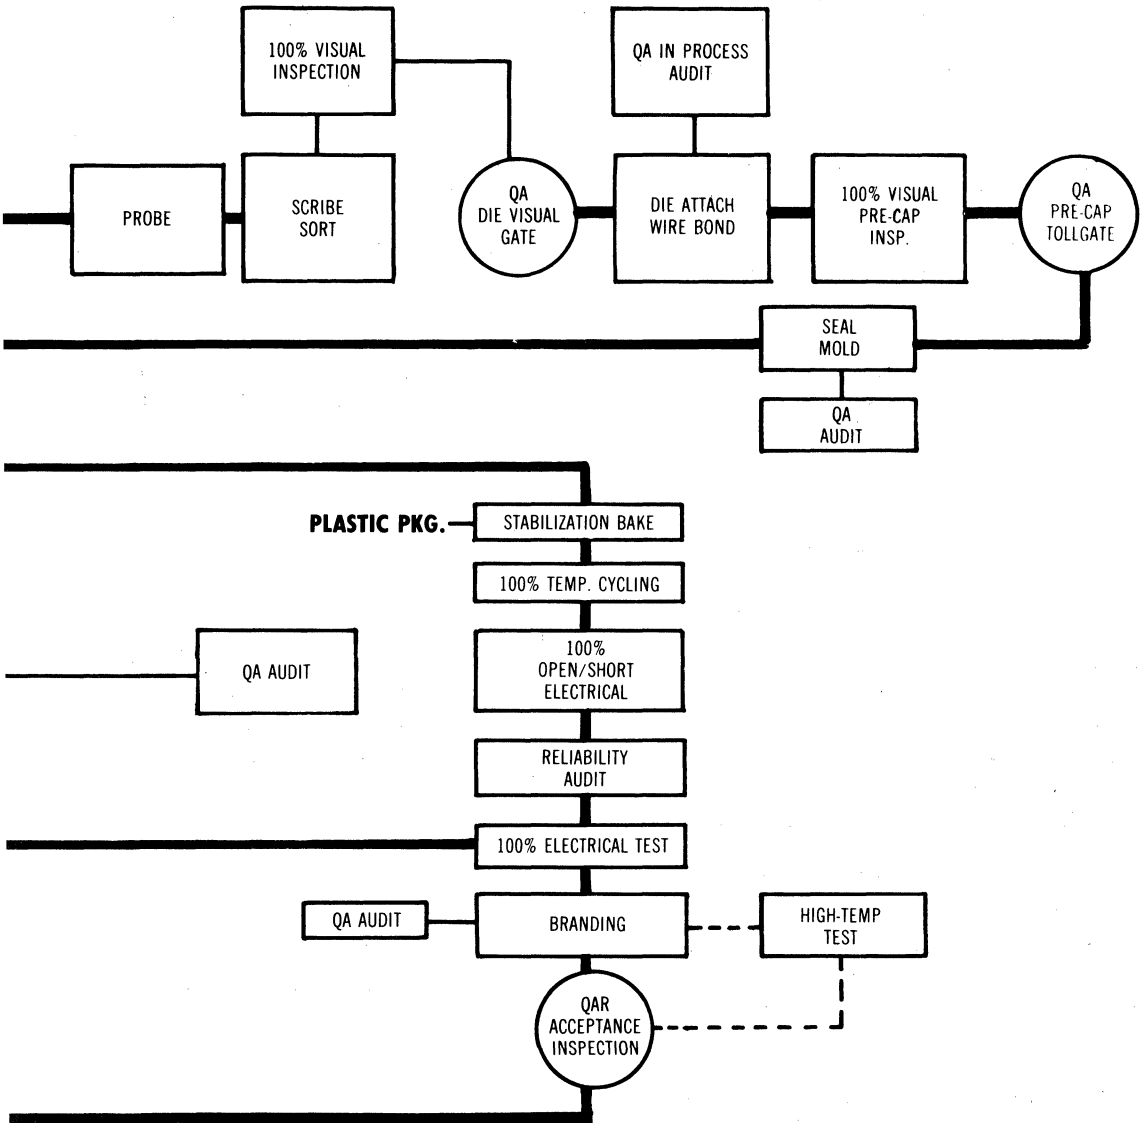 100% VISUAL
INSPECTION
QA IN PROCESS
AUDIT
PROBE
SCRIBE
SORT
QA
DIE VISUAL
GATE
DIE ATTACH
WIRE BOND
100% VISUAL
PRE-CAP
INSP.
QA
PRE-CAP
TOLLGATE
SEAL
MOLD
QA
AUDIT
PLASTIC PKG.
STABILIZATION BAKE
100% TEMP. CYCLING
100%
OPEN/SHORT
ELECTRICAL
QA AUDIT
RELIABILITY
AUDIT
100% ELECTRICAL TEST
QA AUDIT
BRANDING
HIGH-TEMP
TEST
QAR
ACCEPTANCE
INSPECTION